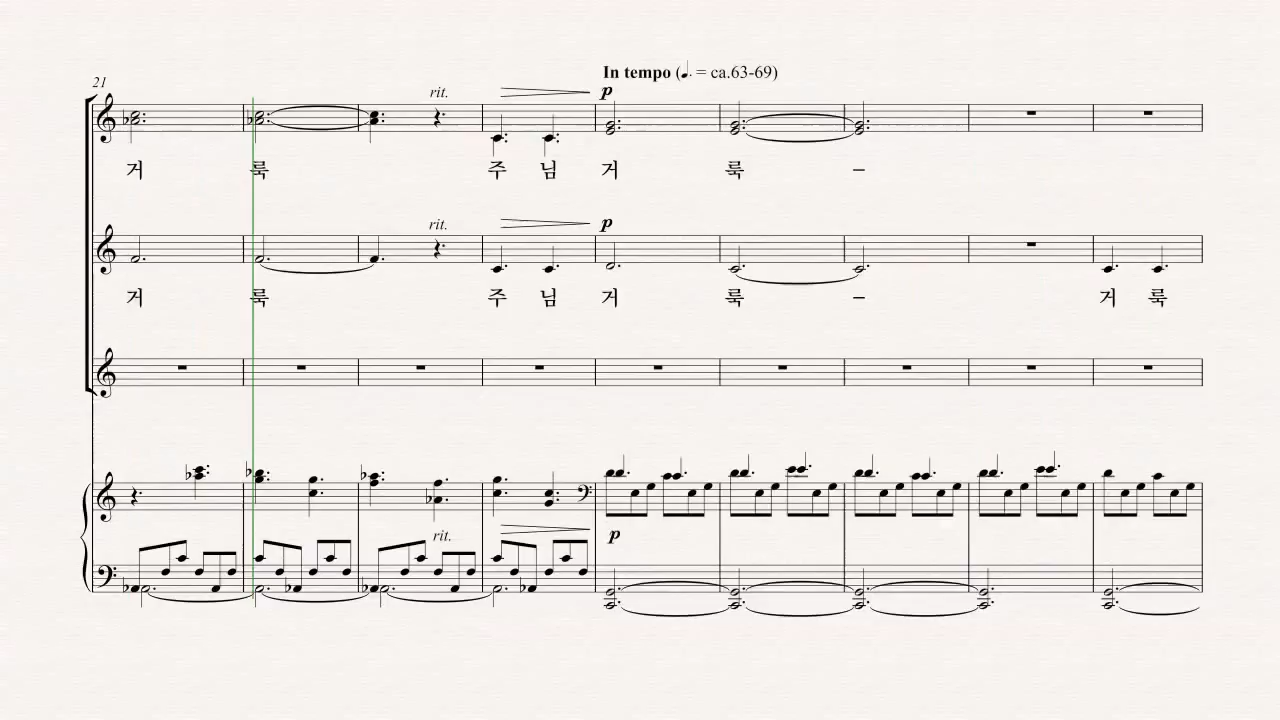 In tempo (♩. = ca.63-69)
21
rit.
p
거 룩 주 님 거 룩 –
rit.
p
거 룩 주 님 거 룩 – 거 룩
rit.
p